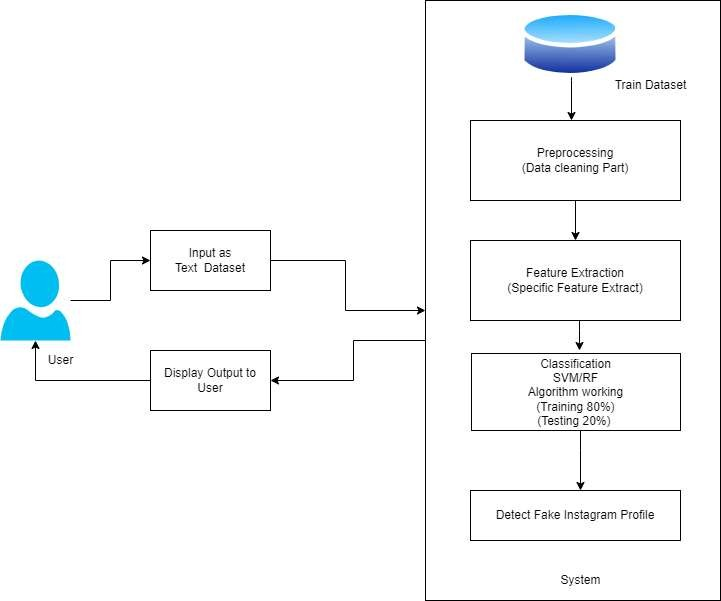 Train Dataset
Preprocessing
(Data cleaning Part)
Feature Extraction
(Specific Feature Extract)
Classification
SVM/RF
Algorithm working
(Training 80%)
(Testing 20%)
Detect Fake Instagram Profile
System
Input as
Text Dataset
User
Display Output to
User